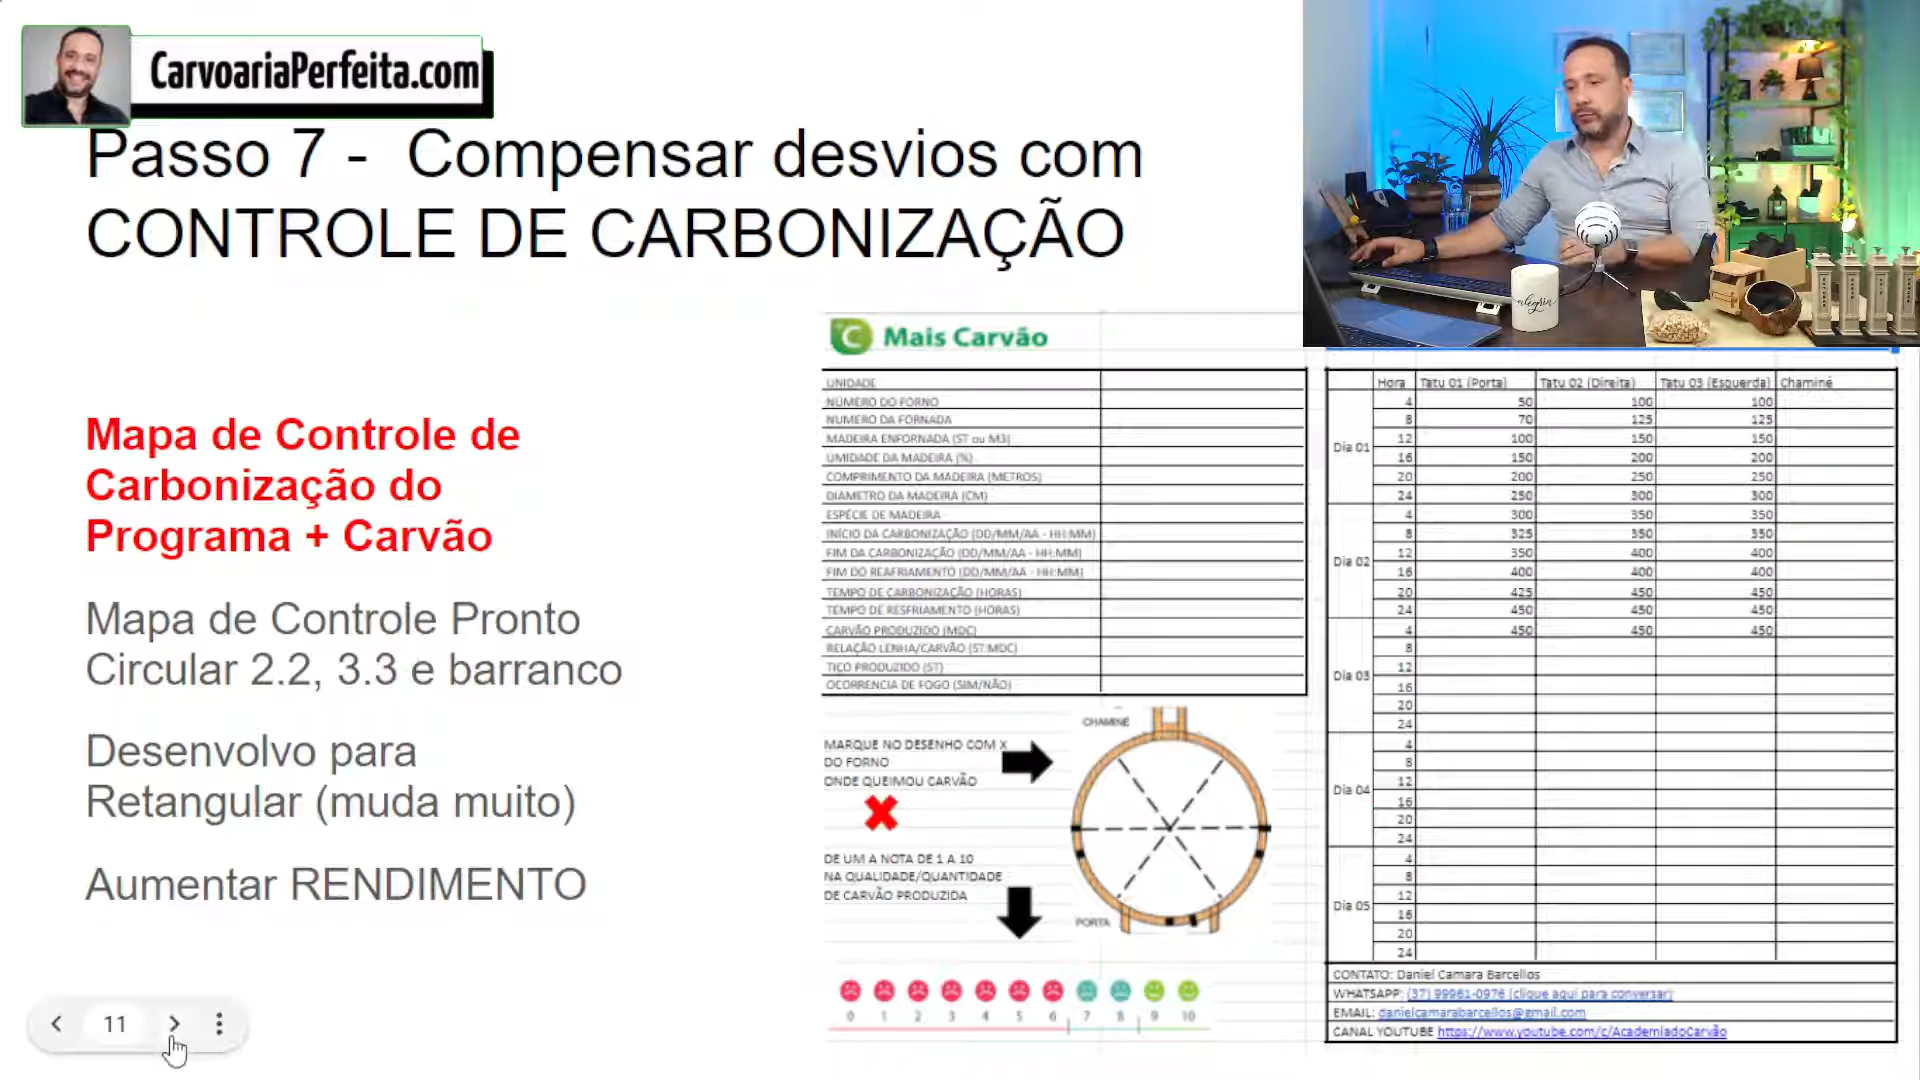 CarvoariaPerfeita.com
Passo 7 - Compensar desvios com
CONTROLE DE CARBONIZAÇÃO
Mapa de Controle de
Carbonização do
Programa + Carvão
Mapa de Controle Pronto
Circular 2.2, 3.3 e barranco
Desenvolvo para
Retangular (muda muito)
Aumentar RENDIMENTO
11
C Mais Carvão
UNIDADE
NÚMERO DO FORNO
NUMERO DA FORNADA
MADEIRA ENFORNADA (ST ou M3)
UMIDADE DA MADEIRA (%)
COMPRIMENTO DA MADEIRA (METROS)
DIAMETRO DA MADEIRA (CM)
ESPÉCIE DE MADEIRA
INÍCIO DA CARBONIZAÇÃO (DD/MM/AA - HH:MM)
FIM DA CARBONIZAÇÃO (DD/MM/AA - HH:MM)
FIM DO REAFRIAMENTO (DD/MM/AA - HH:MM)
TEMPO DE CARBONIZAÇÃO (HORAS)
TEMPO DE RESFRIAMENTO (HORAS)
CARVÃO PRODUZIDO (MDC)
RELAÇÃO LENHA/CARVÃO (ST:MDC)
TIÇO PRODUZIDO (ST)
OCORRENCIA DE FOGO (SIM/NÃO)
CHAMINÉ
MARQUE NO DESENHO COM X
DO FORNO
ONDE QUEIMOU CARVÃO
DE UM A NOTA DE 1 A 10
NA QUALIDADE/QUANTIDADE
DE CARVÃO PRODUZIDA
PORTA
0 1 2 3 4 5 6 7 8 9 10
Hora Tatu 01 (Porta) Tatu 02 (Direita) Tatu 03 (Esquerda) Chaminé
Dia 01
4 50 100 100
8 70 125 125
12 100 150 150
16 150 200 200
20 200 250 250
24 250 300 300
Dia 02
4 300 350 350
8 325 350 350
12 350 400 400
16 400 400 400
20 425 450 450
24 450 450 450
Dia 03
4 450 450 450
8
12
16
20
24
Dia 04
4
8
12
16
20
24
Dia 05
4
8
12
16
20
24
CONTATO: Daniel Camara Barcellos
WHATSAPP: (37) 99961-0976 (clique aqui para conversar)
EMAIL: danielcamarabarcellos@gmail.com
CANAL YOUTUBE https://www.youtube.com/c/AcademiadoCarvão
alegria